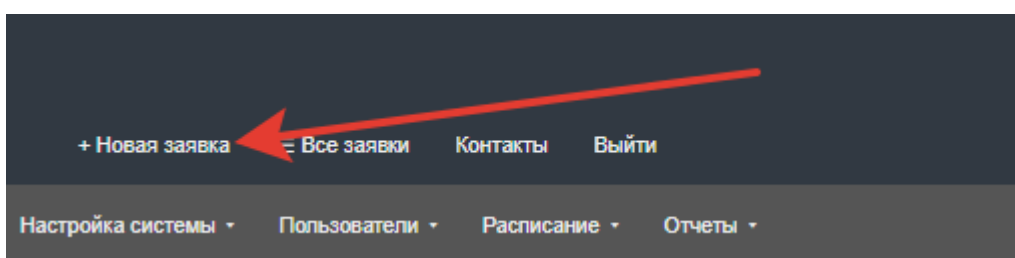 + Новая заявка ≡ Все заявки Контакты Выйти
Настройка системы Пользователи Расписание Отчеты